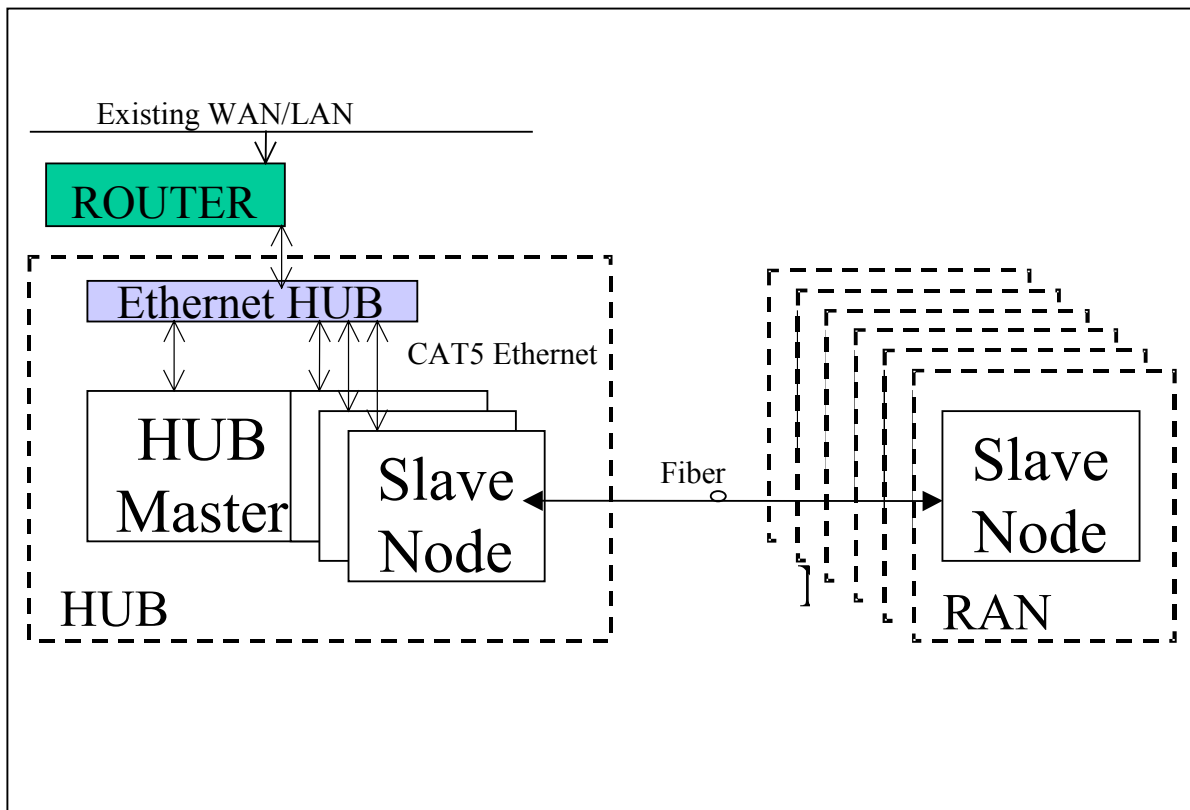 Existing WAN/LAN
ROUTER
Ethernet HUB
CAT5 Ethernet
HUB
Master
Slave
Node
HUB
Fiber
]
Slave
Node
RAN